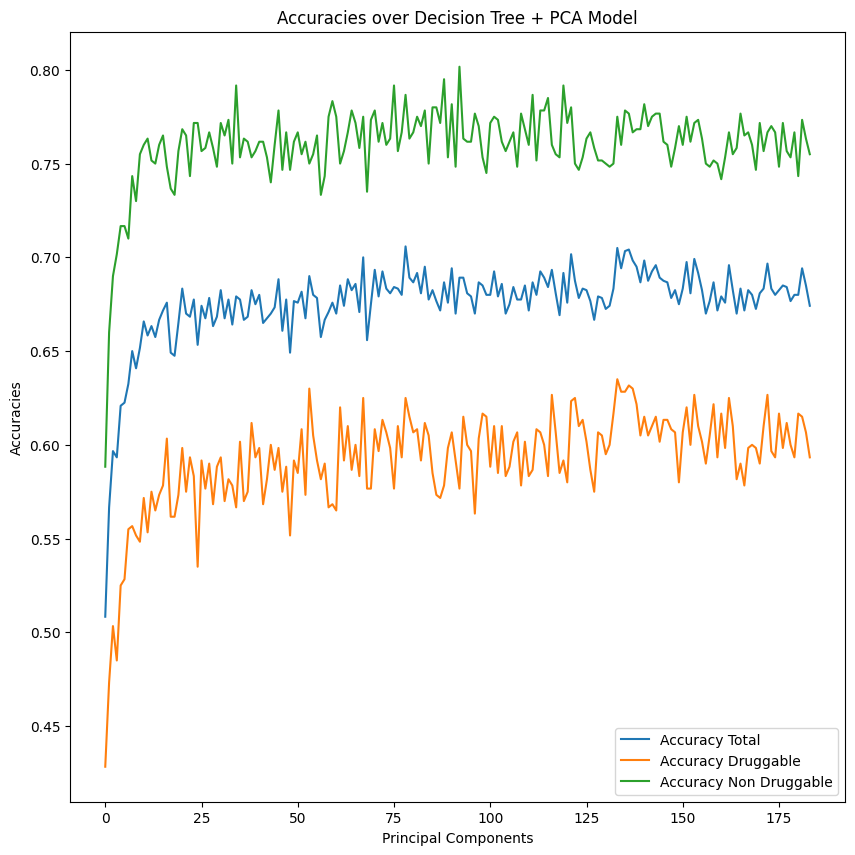 Accuracies over Decision Tree + PCA Model
0.80
0.75
0.70
0.65
0.60
0.55
0.50
0.45
Accuracies
0
25
50
75
100
125
150
175
Principal Components
Accuracy Total
Accuracy Druggable
Accuracy Non Druggable